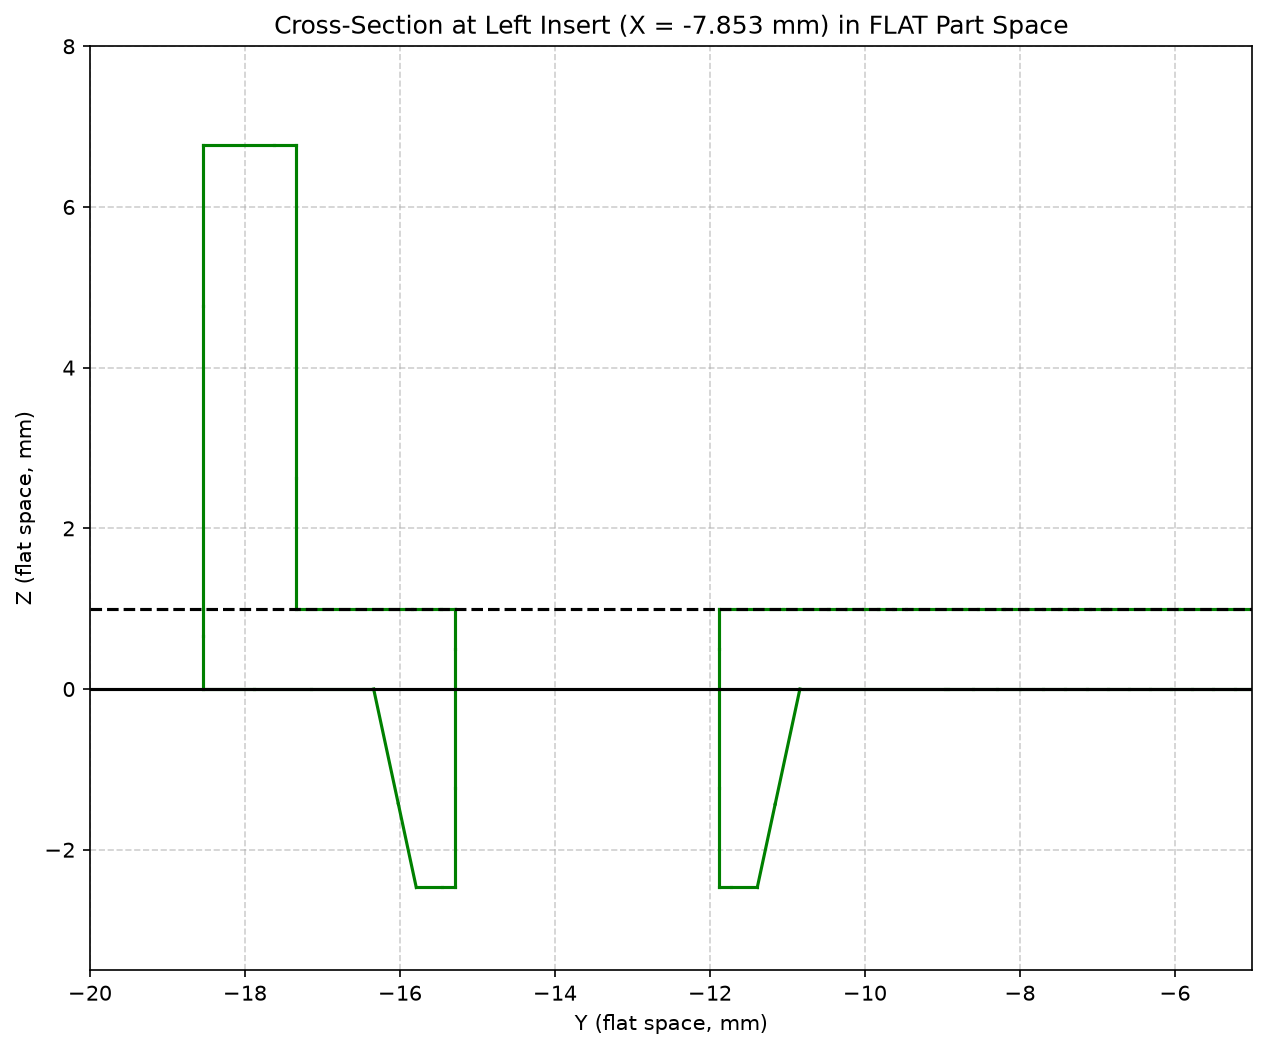 Cross-Section at Left Insert (X = -7.853 mm) in FLAT Part Space
8
6
4
2
0
−2
Z (flat space, mm)
−20 −18 −16 −14 −12 −10 −8 −6
Y (flat space, mm)